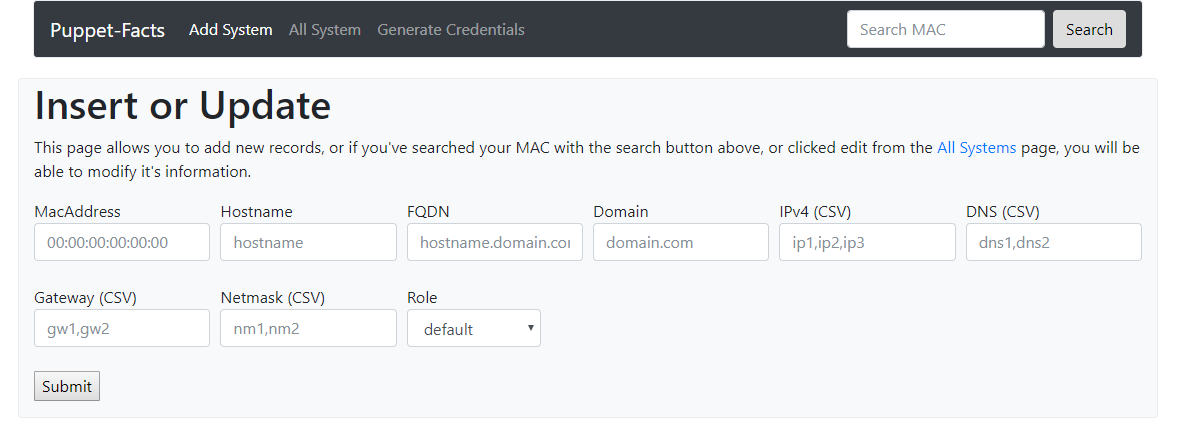 Puppet-Facts Add System All System Generate Credentials Search MAC Search
Insert or Update
This page allows you to add new records, or if you've searched your MAC with the search button above, or clicked edit from the All Systems page, you will be
able to modify it's information.
MacAddress Hostname FQDN Domain IPv4 (CSV) DNS (CSV)
00:00:00:00:00:00 hostname hostname.domain.com domain.com ip1,ip2,ip3 dns1,dns2
Gateway (CSV) Netmask (CSV) Role
gw1,gw2 nm1,nm2 default
Submit